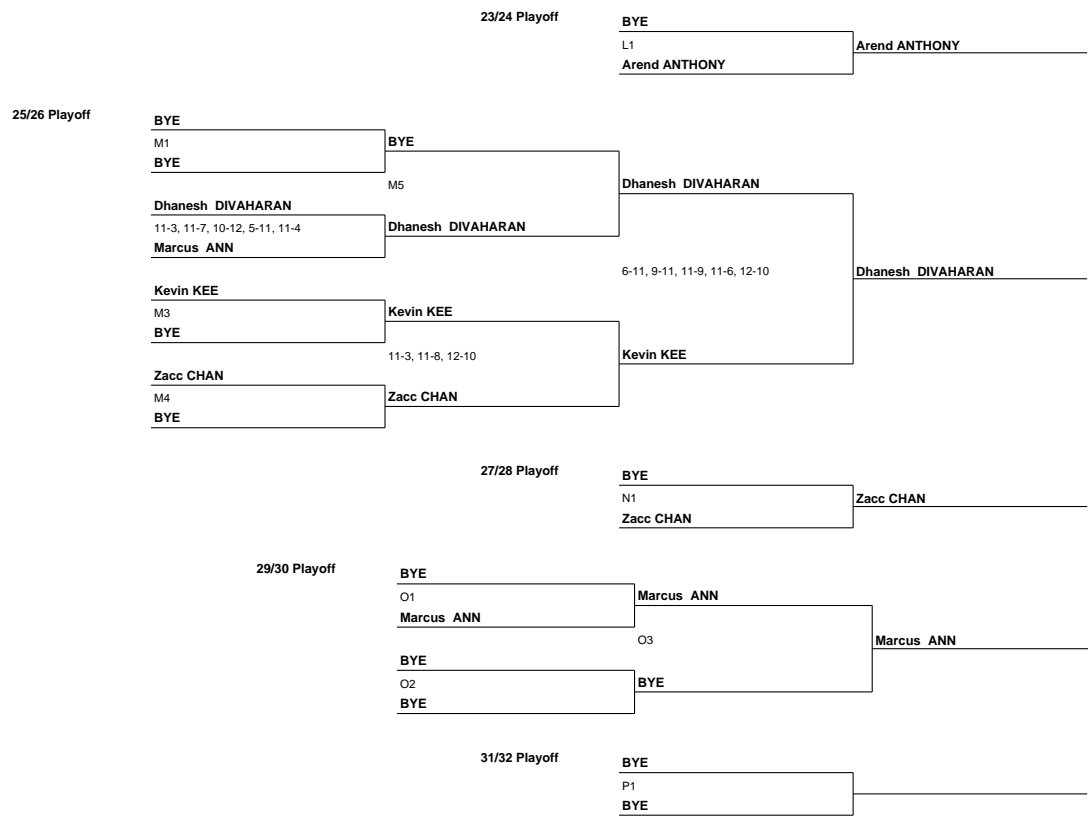 23/24 Playoff
BYE
L1
Arend ANTHONY
Arend ANTHONY
25/26 Playoff
BYE
M1
BYE
BYE
M5
Dhanesh DIVAHARAN
Dhanesh DIVAHARAN
11-3, 11-7, 10-12, 5-11, 11-4
Dhanesh DIVAHARAN
Marcus ANN
6-11, 9-11, 11-9, 11-6, 12-10
Dhanesh DIVAHARAN
Kevin KEE
M3
Kevin KEE
BYE
11-3, 11-8, 12-10
Kevin KEE
Zacc CHAN
M4
Zacc CHAN
BYE
27/28 Playoff
BYE
N1
Zacc CHAN
Zacc CHAN
29/30 Playoff
BYE
O1
Marcus ANN
Marcus ANN
O3
Marcus ANN
BYE
O2
BYE
BYE
31/32 Playoff
BYE
P1
BYE